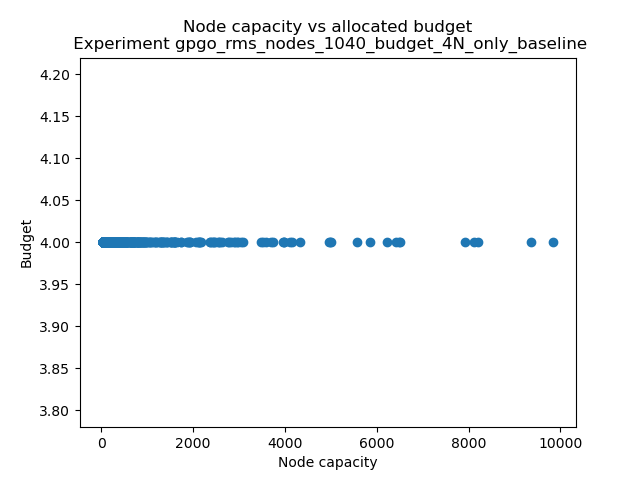 Node capacity vs allocated budget
Experiment gpgo_rms_nodes_1040_budget_4N_only_baseline
4.20
4.15
4.10
4.05
4.00
3.95
3.90
3.85
3.80
Budget
0 2000 4000 6000 8000 10000
Node capacity